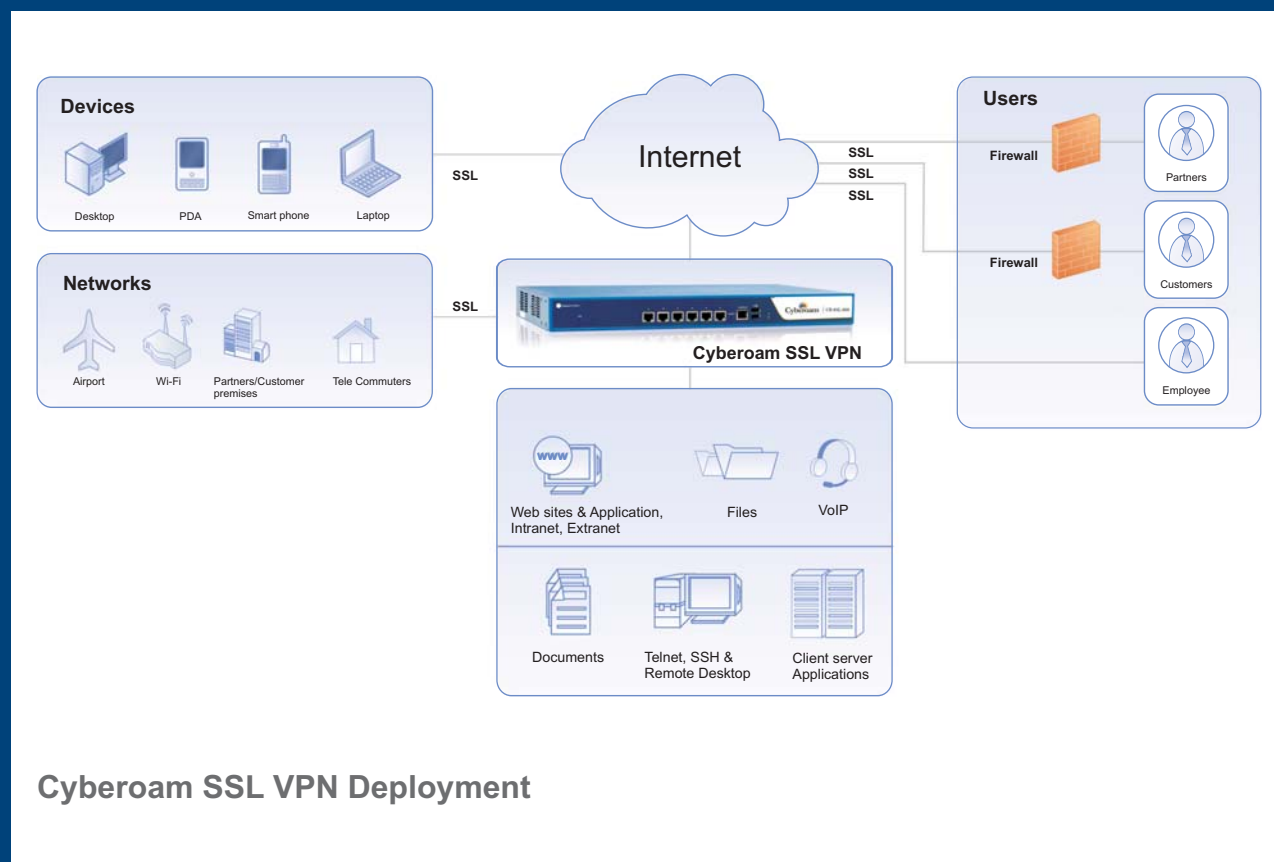 Devices
Desktop
PDA
Smart phone
Laptop
SSL
Internet
SSL
SSL
SSL
Users
Firewall
Partners
Firewall
Customers
Employee
Networks
Airport
Wi-Fi
Partners/Customer
premises
Tele Commuters
SSL
Cyberoam
Cyberoam SSL VPN
www
Web sites & Application,
Intranet, Extranet
Files
VoIP
Documents
Telnet, SSH &
Remote Desktop
Client server
Applications
Cyberoam SSL VPN Deployment